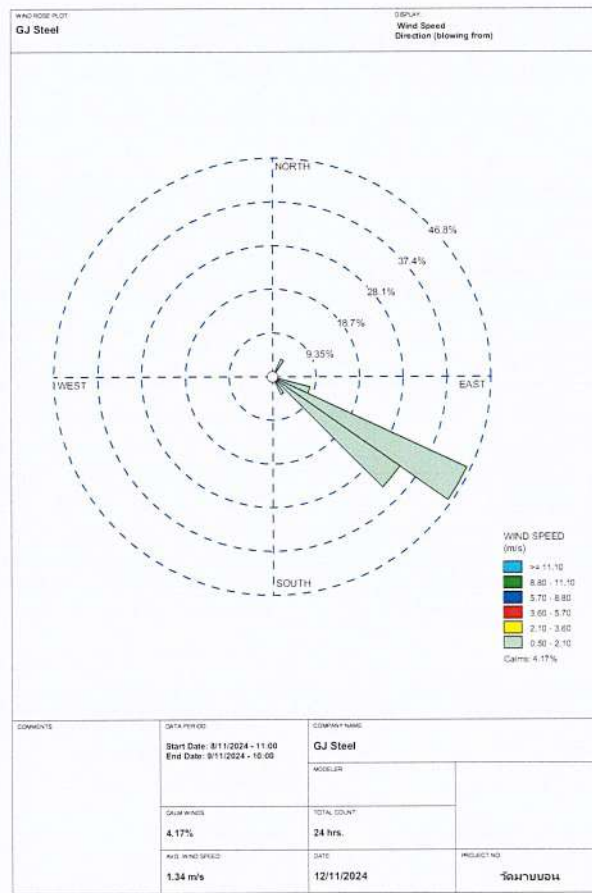 WIND ROSE PLOT:
GJ Steel
DISPLAY:
Wind Speed
Direction (blowing from)
NORTH
46.8%
37.4%
28.1%
18.7%
9.35%
WEST
EAST
SOUTH
WIND SPEED
(m/s)
>= 11.10
8.80 - 11.10
5.70 - 8.80
3.60 - 5.70
2.10 - 3.60
0.50 - 2.10
Calms: 4.17%
COMMENTS:
DATA PERIOD:
Start Date: 8/11/2024 - 11:00
End Date: 9/11/2024 - 10:00
COMPANY NAME:
GJ Steel
MODELER:
CALM WINDS:
4.17%
TOTAL COUNT:
24 hrs.
AVG. WIND SPEED:
1.34 m/s
DATE:
12/11/2024
PROJECT NO.:
วัดมาบบอน